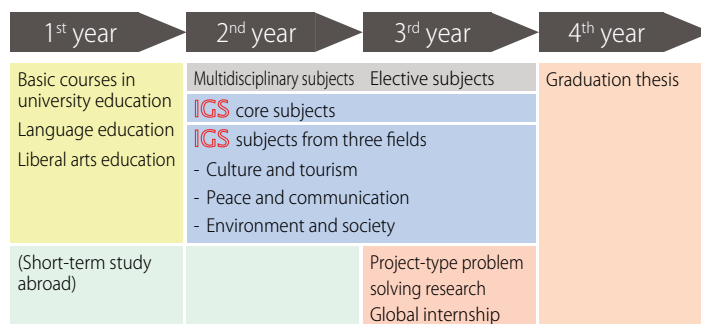 1st year
2nd year
3rd year
4th year
Basic courses in
university education
Language education
Liberal arts education
(Short-term study
abroad)
Multidisciplinary subjects
Elective subjects
IGS core subjects
IGS subjects from three fields
- Culture and tourism
- Peace and communication
- Environment and society
Project-type problem
solving research
Global internship
Graduation thesis